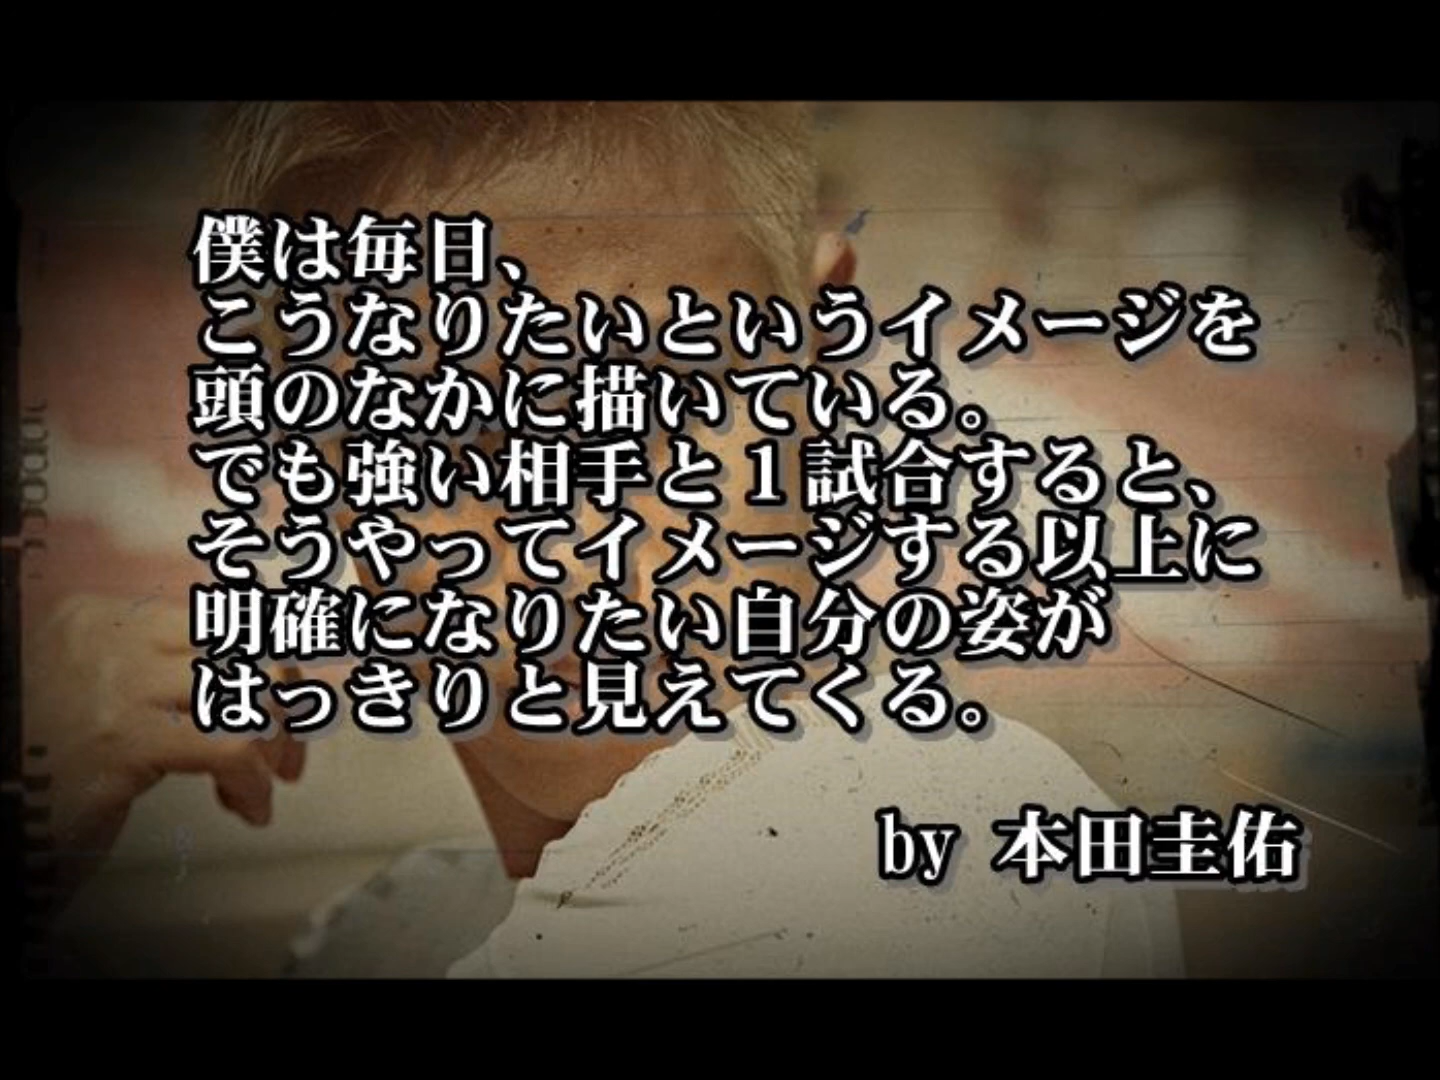 僕は毎日、
こうなりたいというイメージを
頭のなかに描いている。
でも強い相手と１試合すると、
そうやってイメージする以上に
明確になりたい自分の姿が
はっきりと見えてくる。
by 本田圭佑